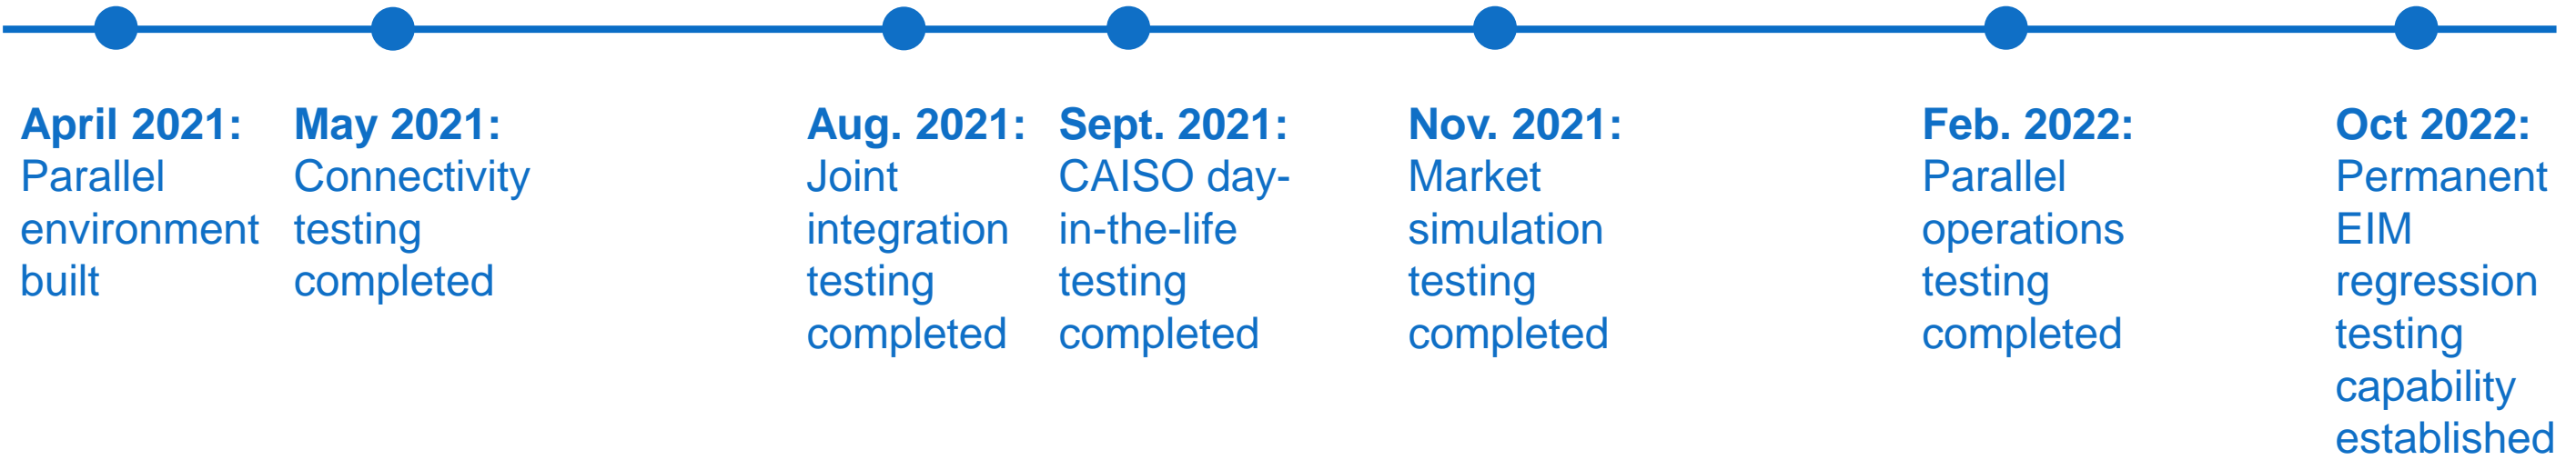 April 2021:
Parallel
environment
built
May 2021:
Connectivity
testing
completed
Aug. 2021:
Joint
integration
testing
completed
Sept. 2021:
CAISO day-
in-the-life
testing
completed
Nov. 2021:
Market
simulation
testing
completed
Feb. 2022:
Parallel
operations
testing
completed
Oct 2022:
Permanent
EIM
regression
testing
capability
established